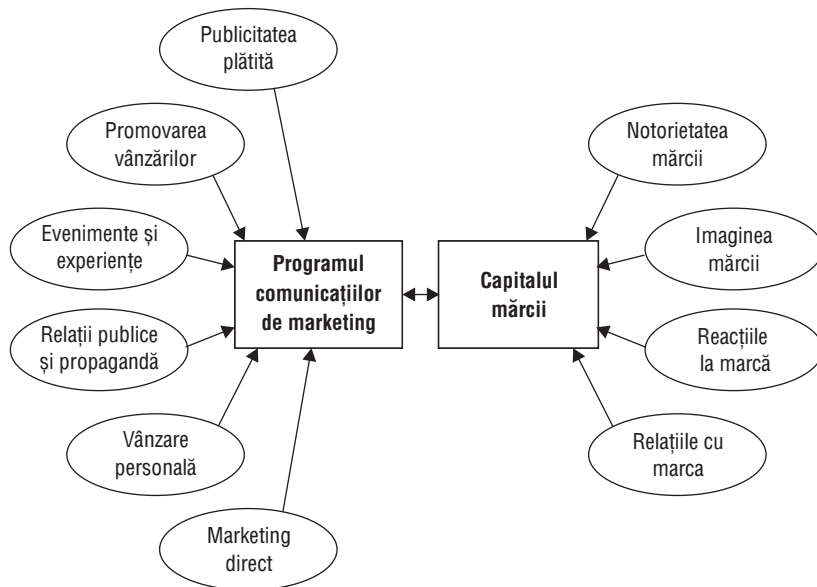 Publicitatea
plătită
Promovarea
vânzărilor
Evenimente și
experiențe
Relații publice
și propagandă
Vânzare
personală
Marketing
direct
Programul
comunicațiilor
de marketing
Capitalul
mărcii
Notorietatea
mărcii
Imaginea
mărcii
Reacțiile
la marcă
Relațiile cu
marca